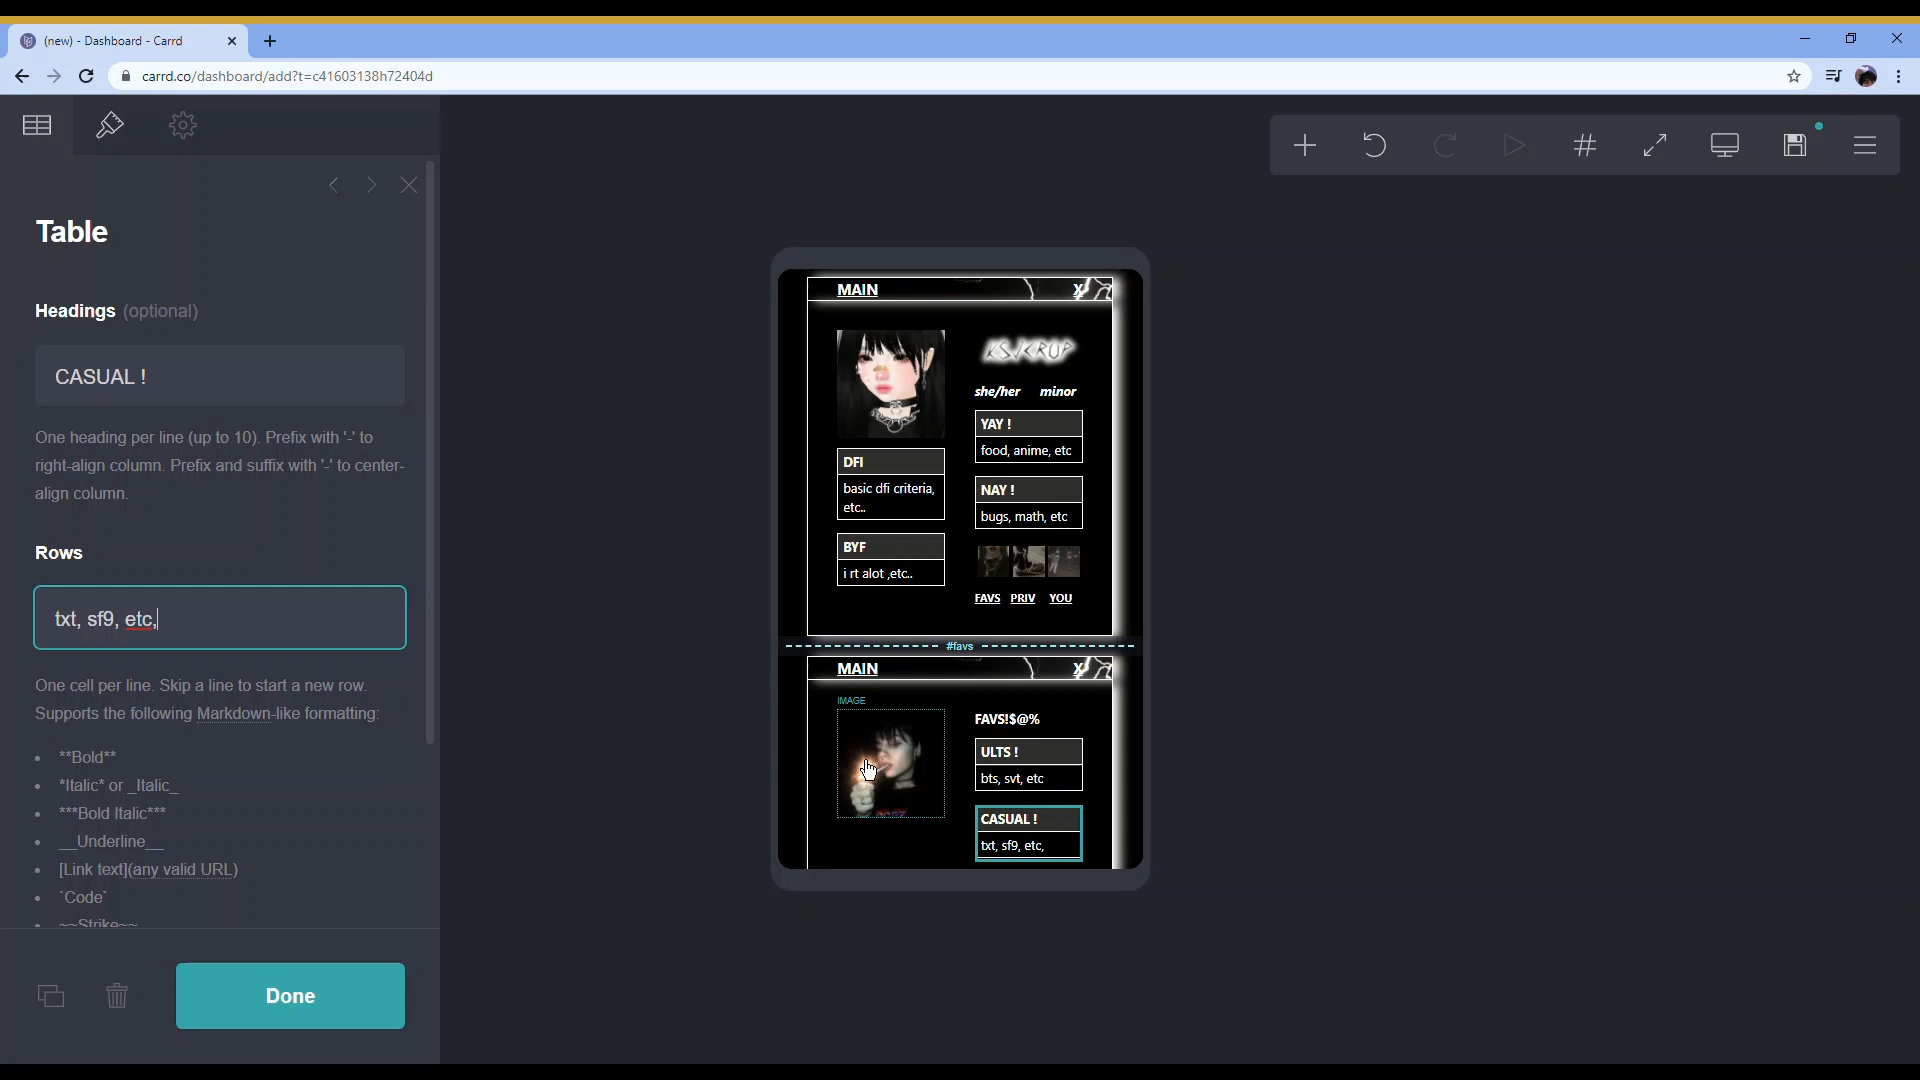 (new) - Dashboard - Carrd
carrd.co/dashboard/add?t=c41603138h72404d
Table
Headings (optional)
CASUAL !
One heading per line (up to 10). Prefix with '-' to
right-align column. Prefix and suffix with '-' to center-
align column.
Rows
txt, sf9, etc,
One cell per line. Skip a line to start a new row.
Supports the following Markdown-like formatting:
**Bold**
*Italic* or _Italic_
***Bold Italic***
__Underline__
[Link text](any valid URL)
`Code`
~~Strike~~
Done
MAIN
X
KSJCRUP
she/her minor
YAY !
food, anime, etc
DFI
basic dfi criteria,
etc..
NAY !
bugs, math, etc
BYF
i rt alot ,etc..
FAVS PRIV YOU
#favs
MAIN
X
IMAGE
FAVS!$@%
ULTS !
bts, svt, etc
CASUAL !
txt, sf9, etc,